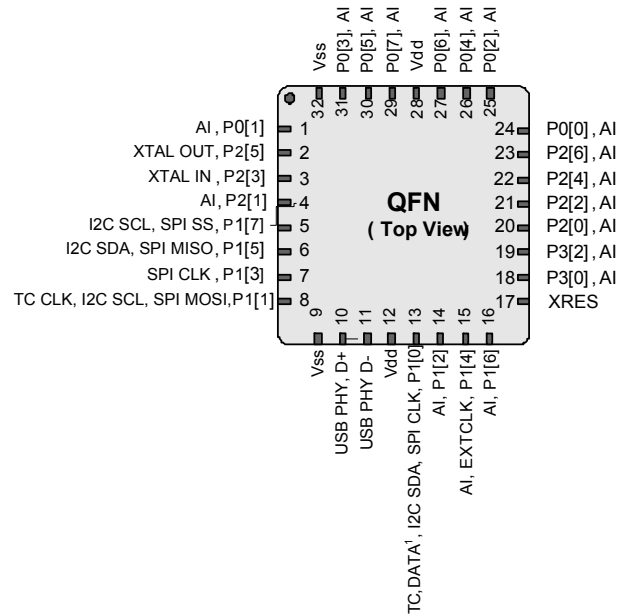 Vss
P0[3], AI
P0[5], AI
P0[7], AI
Vdd
P0[6], AI
P0[4], AI
P0[2], AI
32
31
30
29
28
27
26
25
AI , P0[1]
1
XTAL OUT, P2[5]
2
XTAL IN , P2[3]
3
AI , P2[1]
4
I2C SCL, SPI SS, P1[7]
5
I2C SDA, SPI MISO, P1[5]
6
SPI CLK , P1[3]
7
TC CLK, I2C SCL, SPI MOSI,P1[1]
8
QFN
( Top View)
24
P0[0] , AI
23
P2[6] , AI
22
P2[4] , AI
21
P2[2] , AI
20
P2[0] , AI
19
P3[2] , AI
18
P3[0] , AI
17
XRES
9
10
11
12
13
14
15
16
Vss
USB PHY, D+
USB PHY D-
Vdd
TC,DATA¹, I2C SDA, SPI CLK, P1[0]
AI, P1[2]
AI, EXTCLK, P1[4]
AI, P1[6]